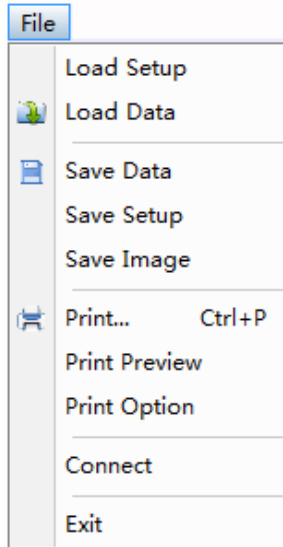 File
Load Setup
Load Data
Save Data
Save Setup
Save Image
Print... Ctrl+P
Print Preview
Print Option
Connect
Exit